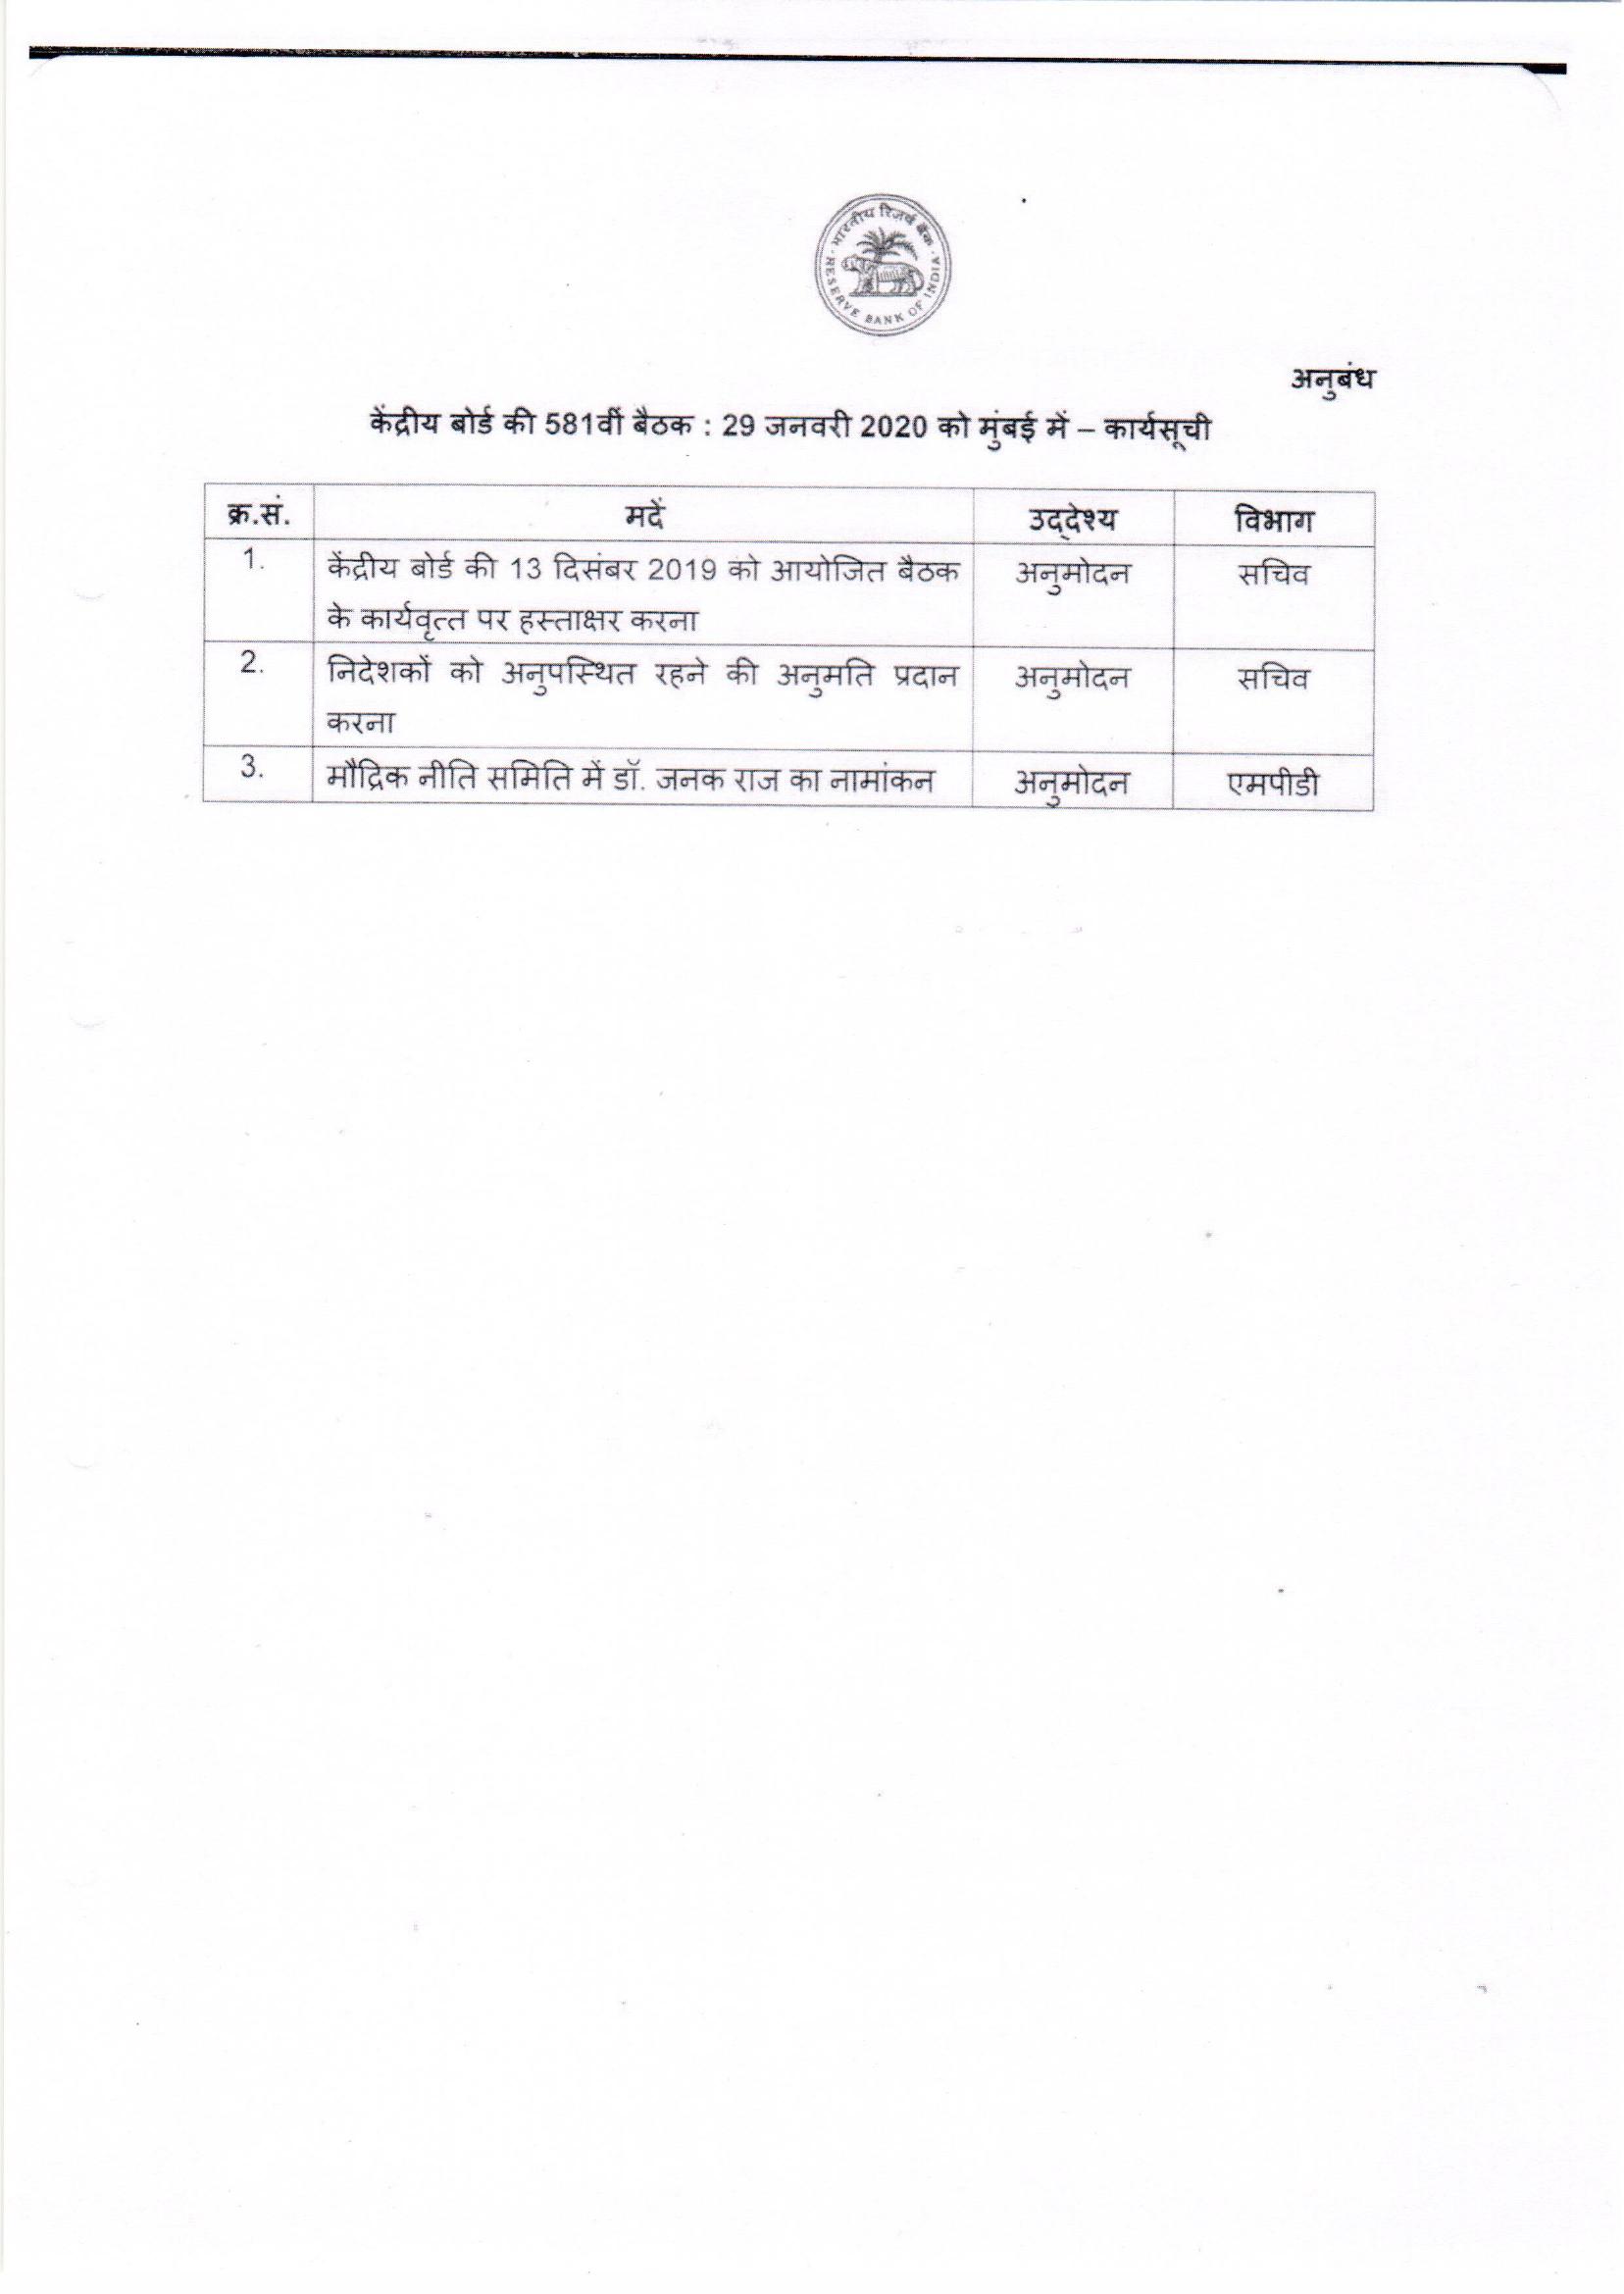 भारतीय रिज़र्व बैंक
RESERVE BANK OF INDIA
अनुबंध
केंद्रीय बोर्ड की 581वीं बैठक : 29 जनवरी 2020 को मुंबई में – कार्यसूची
क्र.सं. मदें उद्देश्य विभाग
1. केंद्रीय बोर्ड की 13 दिसंबर 2019 को आयोजित बैठक अनुमोदन सचिव
के कार्यवृत्त पर हस्ताक्षर करना
2. निदेशकों को अनुपस्थित रहने की अनुमति प्रदान अनुमोदन सचिव
करना
3. मौद्रिक नीति समिति में डॉ. जनक राज का नामांकन अनुमोदन एमपीडी